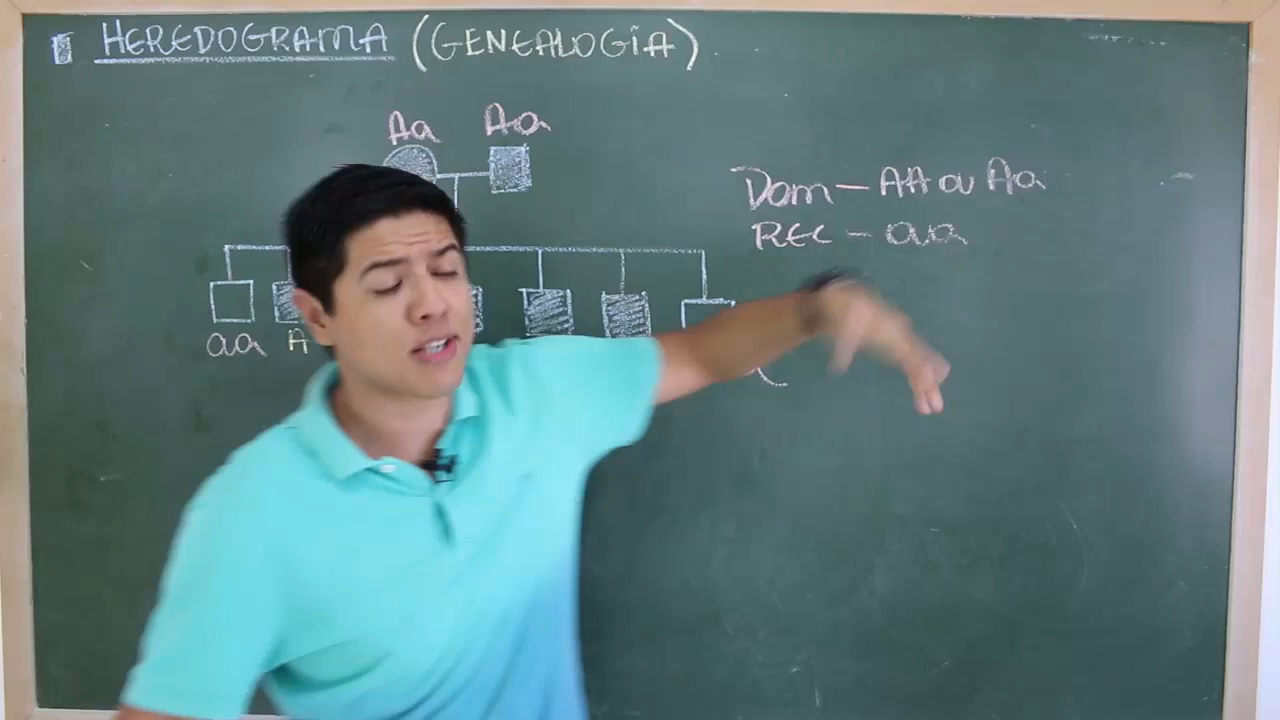 HEREDOGRAMA (GENEALOGIA)
Aa Aa
Dom – AA ou Aa
REC – aa
aa A